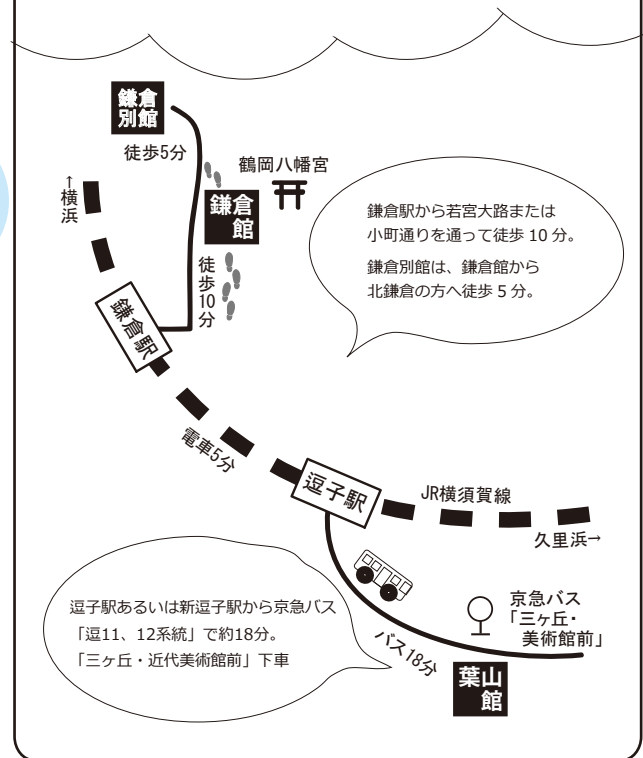 鎌倉
別館
徒歩5分
鶴岡八幡宮
↑横浜
鎌倉
館
徒歩10分
鎌倉駅から若宮大路または
小町通りを通って徒歩 10 分。
鎌倉別館は、鎌倉館から
北鎌倉の方へ徒歩 5 分。
鎌倉駅
電車5分
逗子駅
JR横須賀線
久里浜→
逗子駅あるいは新逗子駅から京急バス
「逗11、12系統」で約18分。
「三ヶ丘・近代美術館前」下車
バス18分
京急バス
「三ヶ丘・
美術館前」
葉山
館